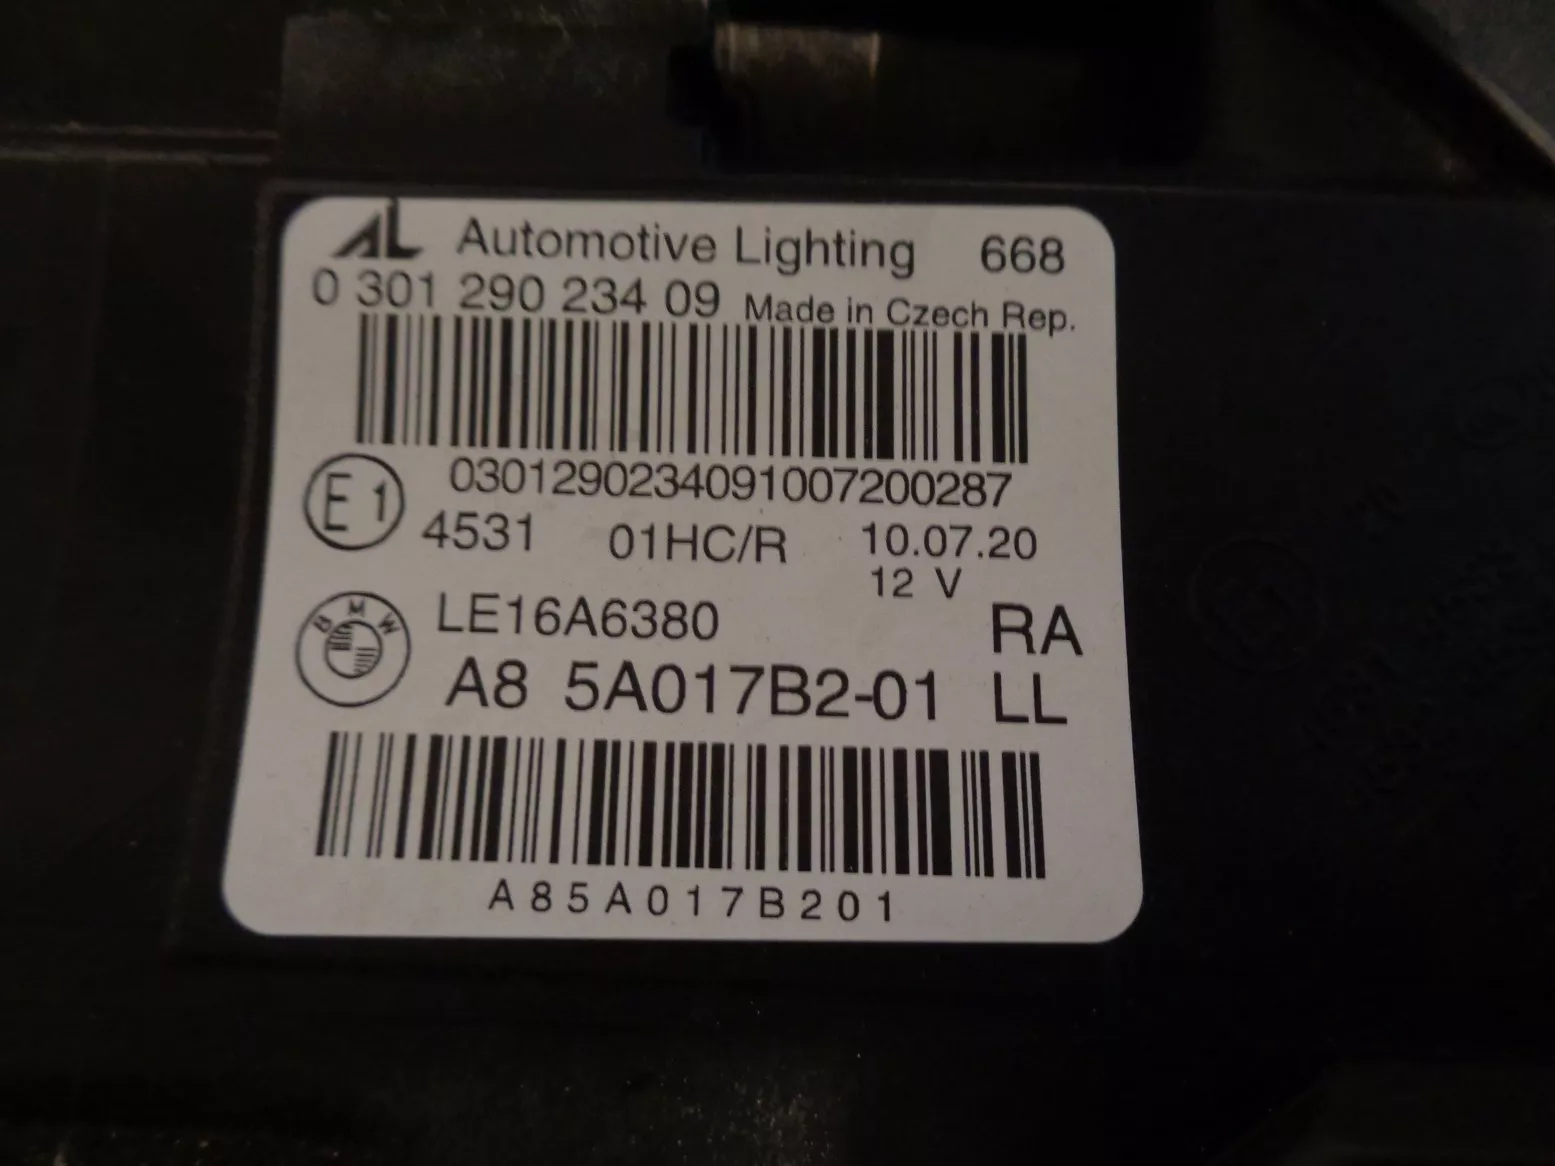 AL Automotive Lighting 668
0 301 290 234 09 Made in Czech Rep.
0301290234091007200287
E1 4531 01HC/R 10.07.20
12 V
BMW LE16A6380 RA
A8 5A017B2-01 LL
A85A017B201